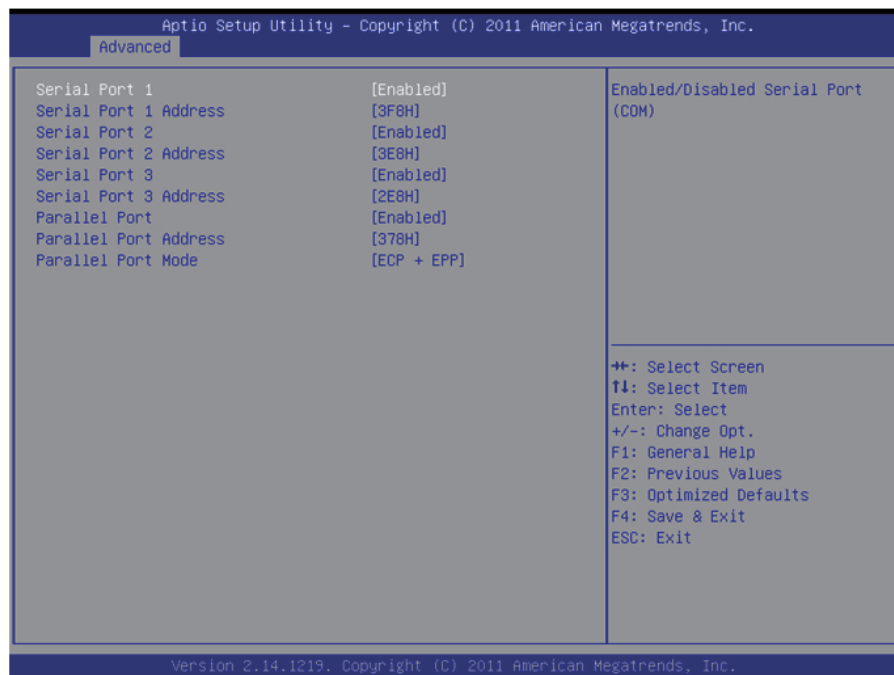 Aptio Setup Utility – Copyright (C) 2011 American Megatrends, Inc.
Advanced
Serial Port 1 [Enabled]
Serial Port 1 Address [3F8H]
Serial Port 2 [Enabled]
Serial Port 2 Address [3E8H]
Serial Port 3 [Enabled]
Serial Port 3 Address [2E8H]
Parallel Port [Enabled]
Parallel Port Address [378H]
Parallel Port Mode [ECP + EPP]
Enabled/Disabled Serial Port
(COM)
→←: Select Screen
↑↓: Select Item
Enter: Select
+/-: Change Opt.
F1: General Help
F2: Previous Values
F3: Optimized Defaults
F4: Save & Exit
ESC: Exit
Version 2.14.1219. Copyright (C) 2011 American Megatrends, Inc.